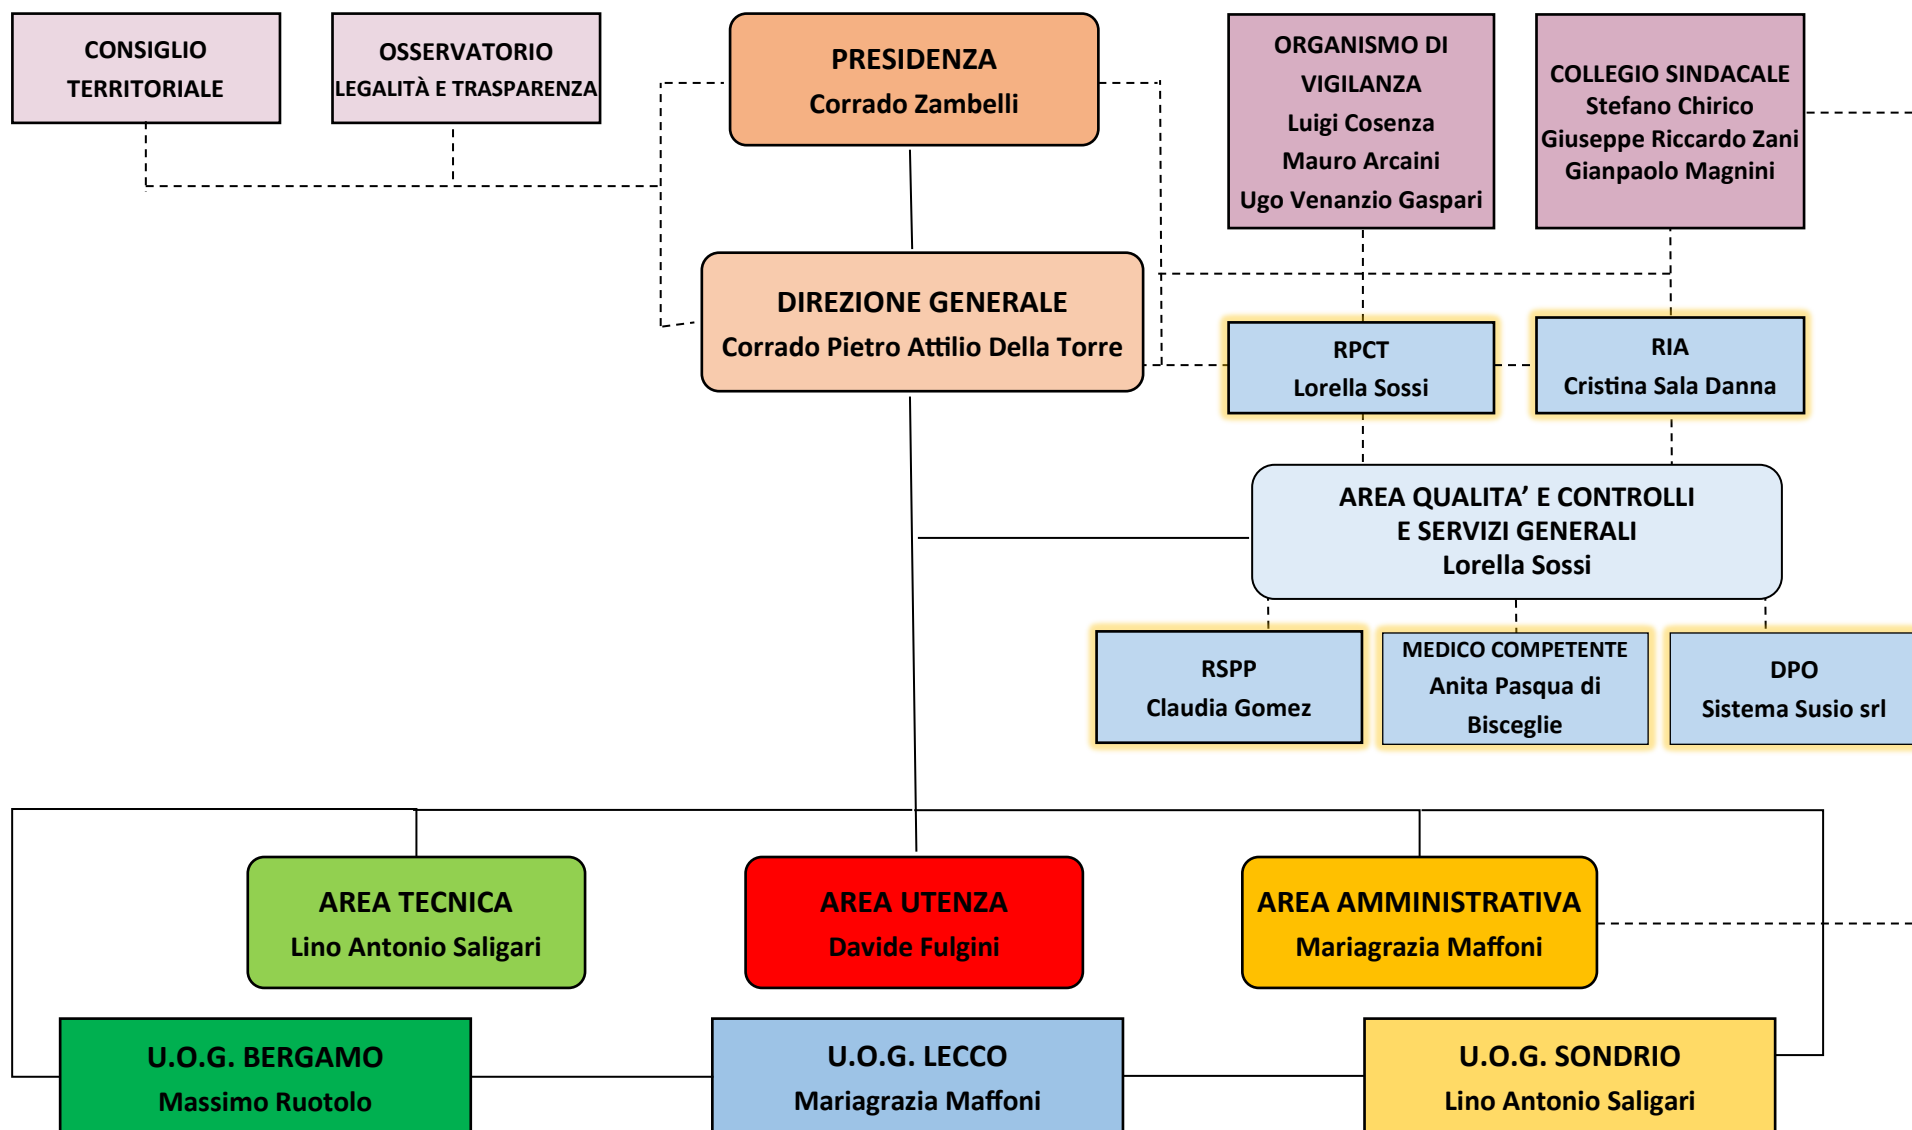 CONSIGLIO
TERRITORIALE
OSSERVATORIO
LEGALITÀ E TRASPARENZA
PRESIDENZA
Corrado Zambelli
ORGANISMO DI
VIGILANZA
Luigi Cosenza
Mauro Arcaini
Ugo Venanzio Gaspari
COLLEGIO SINDACALE
Stefano Chirico
Giuseppe Riccardo Zani
Gianpaolo Magnini
DIREZIONE GENERALE
Corrado Pietro Attilio Della Torre
RPCT
Lorella Sossi
RIA
Cristina Sala Danna
AREA QUALITA’ E CONTROLLI
E SERVIZI GENERALI
Lorella Sossi
RSPP
Claudia Gomez
MEDICO COMPETENTE
Anita Pasqua di
Bisceglie
DPO
Sistema Susio srl
AREA TECNICA
Lino Antonio Saligari
AREA UTENZA
Davide Fulgini
AREA AMMINISTRATIVA
Mariagrazia Maffoni
U.O.G. BERGAMO
Massimo Ruotolo
U.O.G. LECCO
Mariagrazia Maffoni
U.O.G. SONDRIO
Lino Antonio Saligari